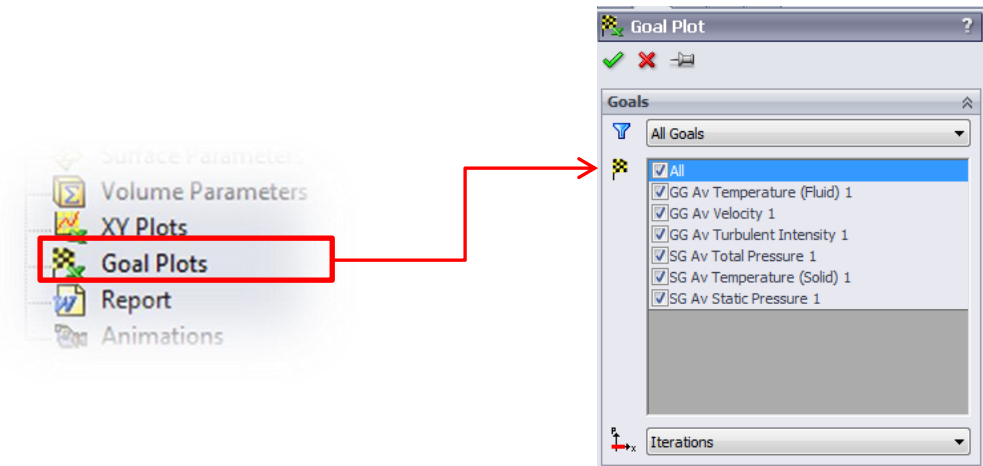 Surface Parameters
Volume Parameters
XY Plots
Goal Plots
Report
Animations
Goal Plot ?
Goals
All Goals
All
GG Av Temperature (Fluid) 1
GG Av Velocity 1
GG Av Turbulent Intensity 1
SG Av Total Pressure 1
SG Av Temperature (Solid) 1
SG Av Static Pressure 1
Iterations